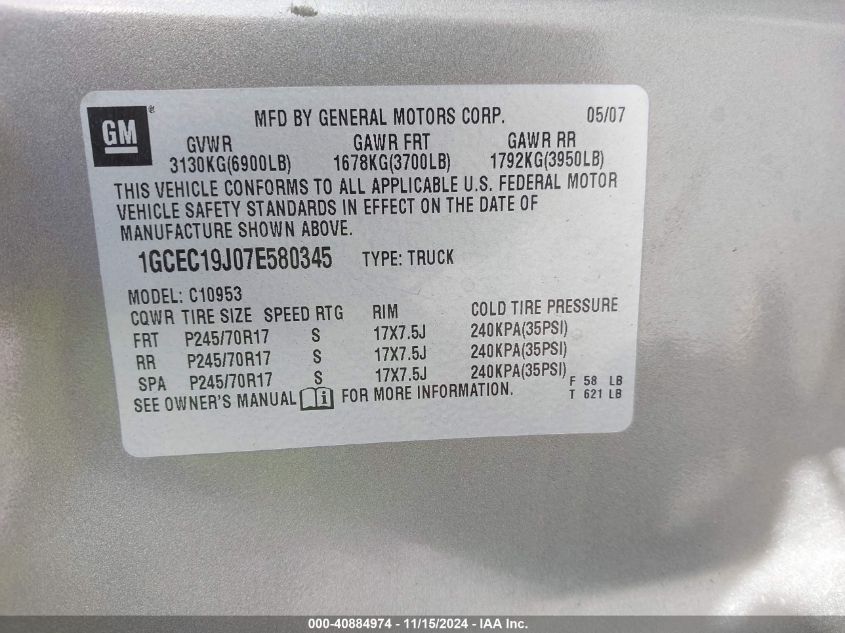 GM ®
MFD BY GENERAL MOTORS CORP. 05/07
GVWR GAWR FRT GAWR RR
3130KG(6900LB) 1678KG(3700LB) 1792KG(3950LB)
THIS VEHICLE CONFORMS TO ALL APPLICABLE U.S. FEDERAL MOTOR
VEHICLE SAFETY STANDARDS IN EFFECT ON THE DATE OF
MANUFACTURE SHOWN ABOVE.
1GCEC19J07E580345 TYPE: TRUCK
MODEL: C10953
CQWR TIRE SIZE SPEED RTG RIM COLD TIRE PRESSURE
FRT P245/70R17 S 17X7.5J 240KPA(35PSI)
RR P245/70R17 S 17X7.5J 240KPA(35PSI)
SPA P245/70R17 S 17X7.5J 240KPA(35PSI) F 58 LB
SEE OWNER'S MANUAL i FOR MORE INFORMATION. T 621 LB
000-40884974 - 11/15/2024 - IAA Inc.